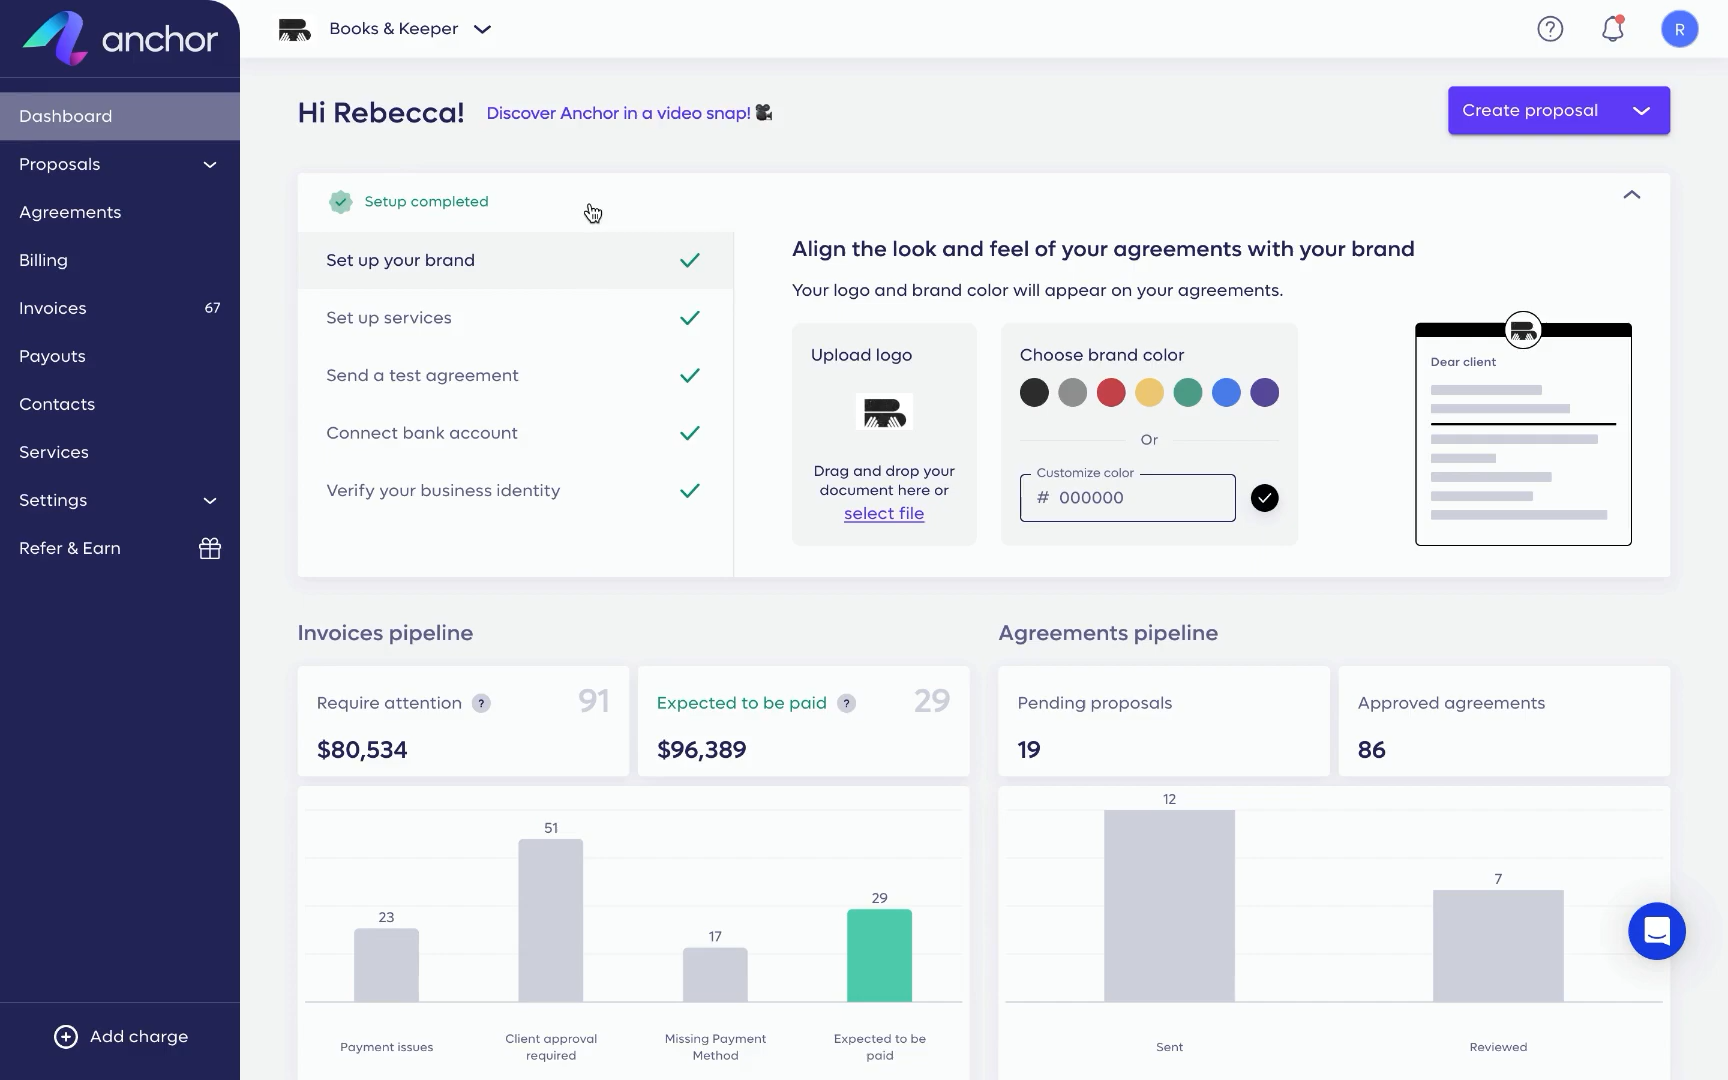 anchor
Books & Keeper
?
R
Dashboard
Proposals
Agreements
Billing
Invoices 67
Payouts
Contacts
Services
Settings
Refer & Earn
Add charge
Hi Rebecca! Discover Anchor in a video snap!
Create proposal
Setup completed
Set up your brand
Set up services
Send a test agreement
Connect bank account
Verify your business identity
Align the look and feel of your agreements with your brand
Your logo and brand color will appear on your agreements.
Upload logo
Drag and drop your
document here or
select file
Choose brand color
Or
Customize color
# 000000
Dear client
Invoices pipeline
Require attention ? 91
$80,534
Expected to be paid ? 29
$96,389
23
51
17
29
Payment issues
Client approval
required
Missing Payment
Method
Expected to be
paid
Agreements pipeline
Pending proposals
19
Approved agreements
86
12
7
Sent
Reviewed